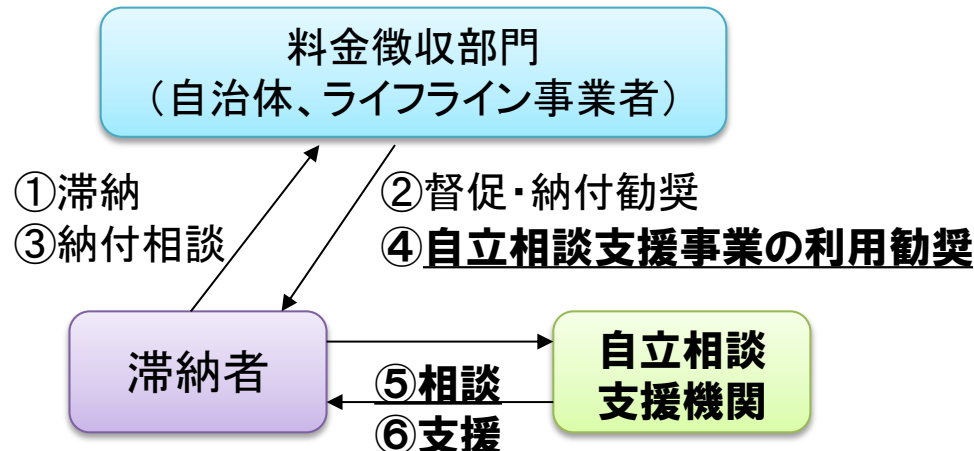 料金徴収部門
（自治体、ライフライン事業者）
①滞納
③納付相談
②督促・納付勧奨
④自立相談支援事業の利用勧奨
滞納者
⑤相談
⑥支援
自立相談
支援機関